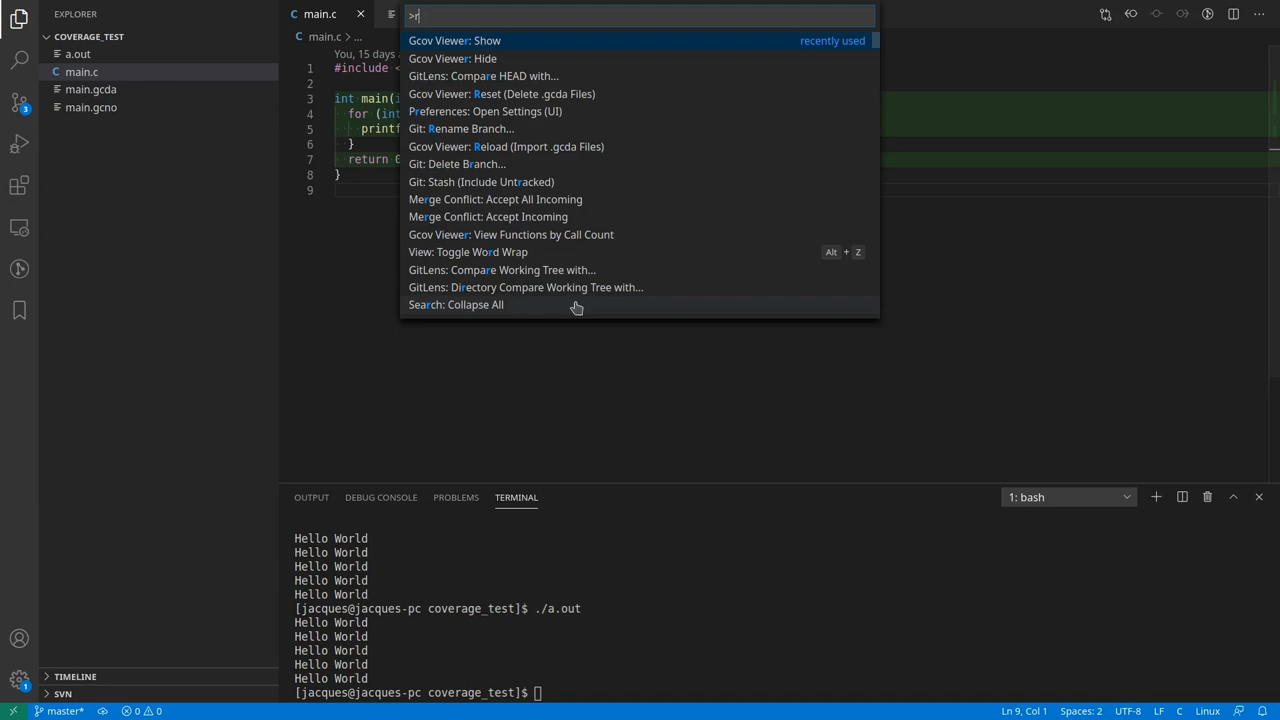 EXPLORER
COVERAGE_TEST
a.out
main.c
main.gcda
main.gcno
TIMELINE
SVN
3
1
main.c
main.c > ...
You, 15 days
1 #include <
2
3 int main(i
4 for (int
5 printf
6 }
7 return 0
8 }
9
>r
Gcov Viewer: Show recently used
Gcov Viewer: Hide
GitLens: Compare HEAD with...
Gcov Viewer: Reset (Delete .gcda Files)
Preferences: Open Settings (UI)
Git: Rename Branch...
Gcov Viewer: Reload (Import .gcda Files)
Git: Delete Branch...
Git: Stash (Include Untracked)
Merge Conflict: Accept All Incoming
Merge Conflict: Accept Incoming
Gcov Viewer: View Functions by Call Count
View: Toggle Word Wrap Alt + Z
GitLens: Compare Working Tree with...
GitLens: Directory Compare Working Tree with...
Search: Collapse All
OUTPUT DEBUG CONSOLE PROBLEMS TERMINAL 1: bash
Hello World
Hello World
Hello World
Hello World
Hello World
[jacques@jacques-pc coverage_test]$ ./a.out
Hello World
Hello World
Hello World
Hello World
Hello World
[jacques@jacques-pc coverage_test]$
master* 0 0 Ln 9, Col 1 Spaces: 2 UTF-8 LF C Linux